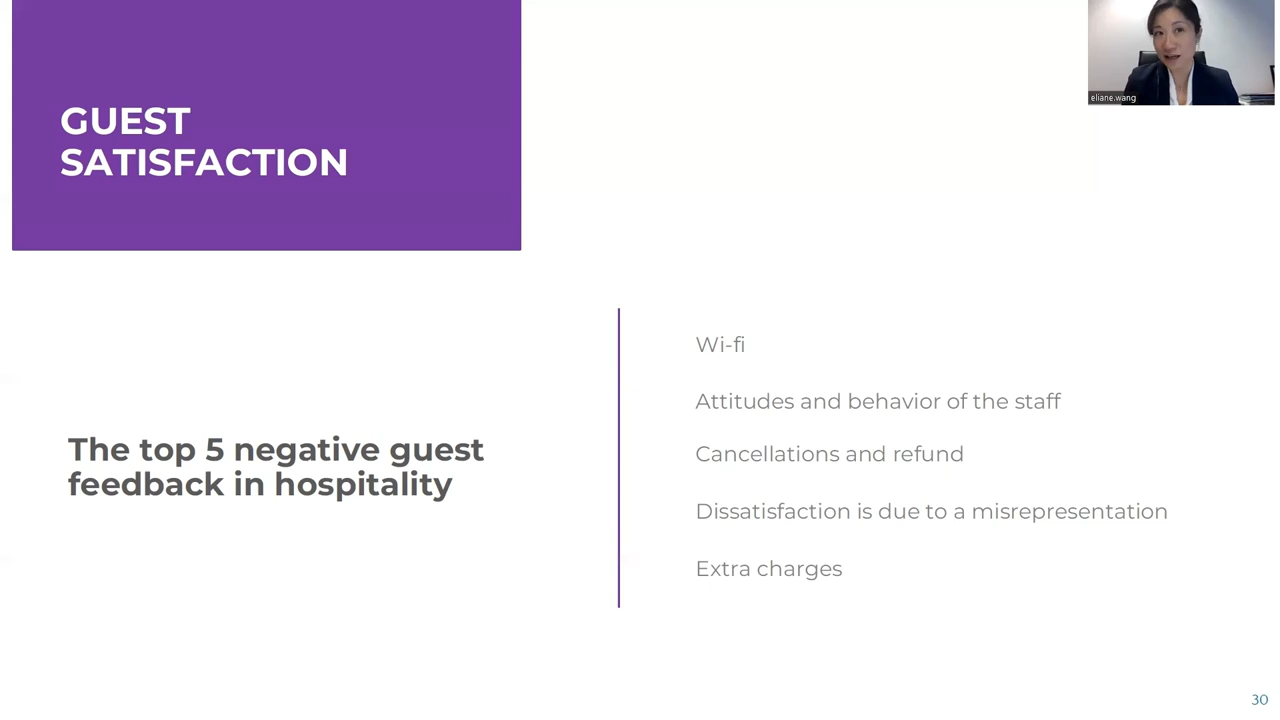 GUEST
SATISFACTION
eliane.wang
The top 5 negative guest
feedback in hospitality
Wi-fi
Attitudes and behavior of the staff
Cancellations and refund
Dissatisfaction is due to a misrepresentation
Extra charges
30